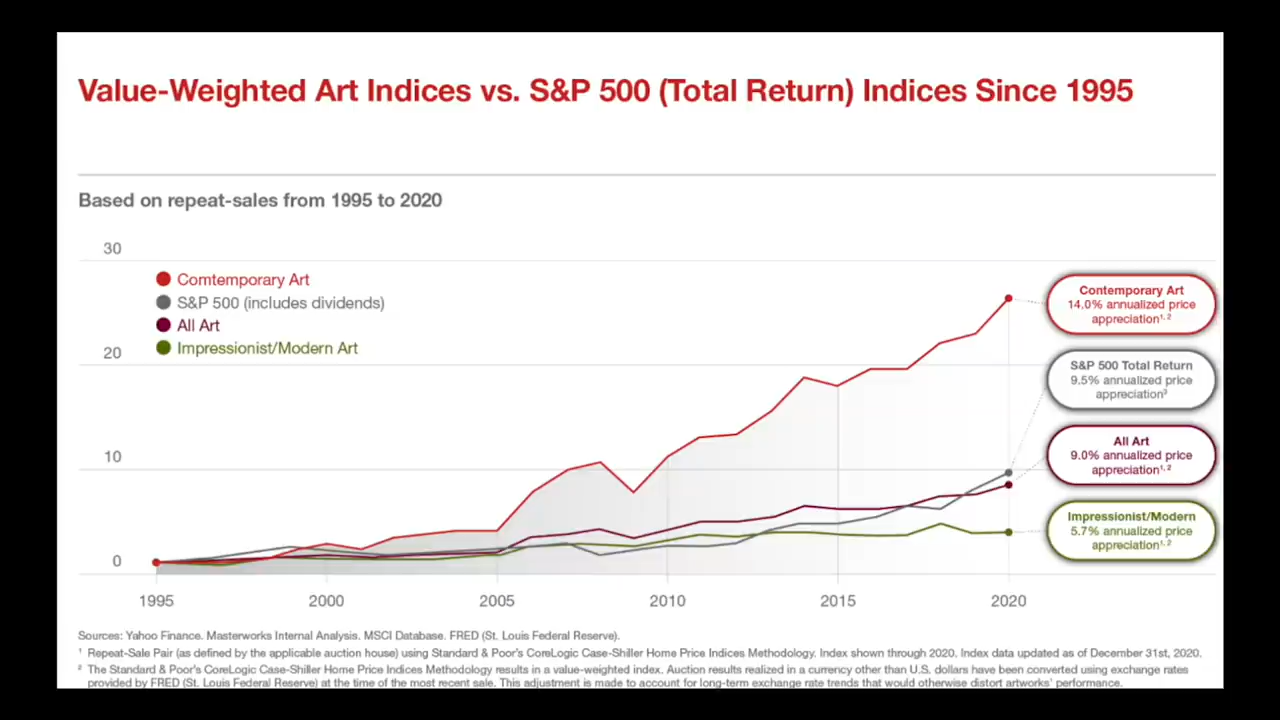 Value-Weighted Art Indices vs. S&P 500 (Total Return) Indices Since 1995
Based on repeat-sales from 1995 to 2020
30
20
10
0
Comtemporary Art
S&P 500 (includes dividends)
All Art
Impressionist/Modern Art
Contemporary Art
14.0% annualized price
appreciation¹,²
S&P 500 Total Return
9.5% annualized price
appreciation³
All Art
9.0% annualized price
appreciation¹,²
Impressionist/Modern
5.7% annualized price
appreciation¹,²
1995 2000 2005 2010 2015 2020
Sources: Yahoo Finance. Masterworks Internal Analysis. MSCI Database. FRED (St. Louis Federal Reserve).
¹ Repeat-Sale Pair (as defined by the applicable auction house) using Standard & Poor's CoreLogic Case-Shiller Home Price Indices Methodology. Index shown through 2020. Index data updated as of December 31st, 2020.
² The Standard & Poor's CoreLogic Case-Shiller Home Price Indices Methodology results in a value-weighted index. Auction results realized in a currency other than U.S. dollars have been converted using exchange rates
provided by FRED (St. Louis Federal Reserve) at the time of the most recent sale. This adjustment is made to account for long-term exchange rate trends that would otherwise distort artworks' performance.